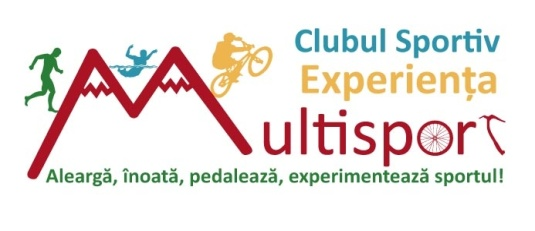 Clubul Sportiv
Experiența
Multisport
Aleargă, înoată, pedalează, experimentează sportul!